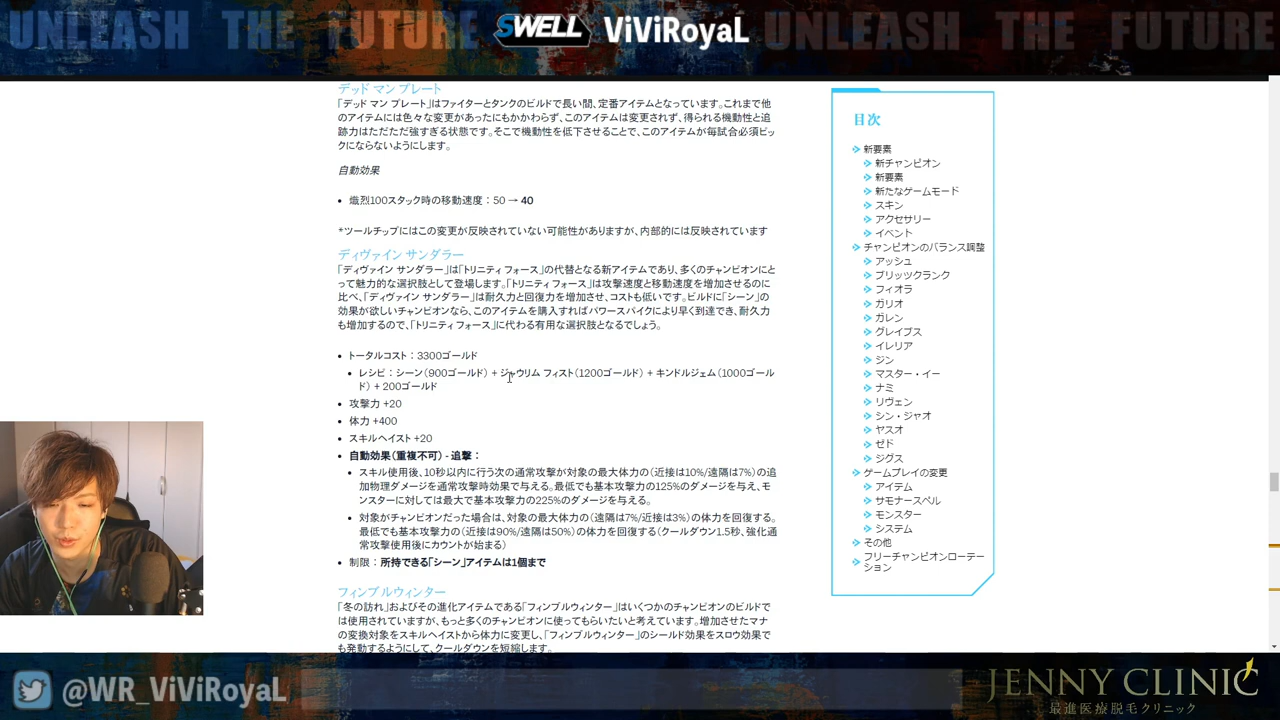 UNLEASH THE FUTURE SWELL ViViRoyaL UNLEASH THE FUTURE
デッド マン プレート
「デッド マン プレート」はファイターとタンクのビルドで長い間、定番アイテムとなっています。これまで他
のアイテムには色々な変更があったにもかかわらず、このアイテムは変更されず、得られる機動性と追
跡力はただただ強すぎる状態です。そこで機動性を低下させることで、このアイテムが毎試合必須ピッ
クにならないようにします。
自動効果
• 熾烈100スタック時の移動速度：50 → 40
*ツールチップにはこの変更が反映されていない可能性がありますが、内部的には反映されています
ディヴァイン サンダラー
「ディヴァイン サンダラー」は「トリニティ フォース」の代替となる新アイテムであり、多くのチャンピオンにと
って魅力的な選択肢として登場します。「トリニティ フォース」は攻撃速度と移動速度を増加させるのに
比べ、「ディヴァイン サンダラー」は耐久力と回復力を増加させ、コストも低いです。ビルドに「シーン」の
効果が欲しいチャンピオンなら、このアイテムを購入すればパワースパイクにより早く到達でき、耐久力
も増加するので、「トリニティ フォース」に代わる有用な選択肢となるでしょう。
• トータルコスト：3300ゴールド
• レシピ：シーン（900ゴールド）+ ジャウリム フィスト（1200ゴールド）+ キンドルジェム（1000ゴール
ド）+ 200ゴールド
• 攻撃力 +20
• 体力 +400
• スキルヘイスト +20
• 自動効果（重複不可）- 追撃：
• スキル使用後、10秒以内に行う次の通常攻撃が対象の最大体力の（近接は10%/遠隔は7%）の追
加物理ダメージを通常攻撃時効果で与える。最低でも基本攻撃力の125%のダメージを与え、モ
ンスターに対しては最大で基本攻撃力の225%のダメージを与える。
• 対象がチャンピオンだった場合は、対象の最大体力の（遠隔は7%/近接は3%）の体力を回復する。
最低でも基本攻撃力の（近接は90%/遠隔は50%）の体力を回復する（クールダウン1.5秒、強化通
常攻撃使用後にカウントが始まる）
• 制限：所持できる「シーン」アイテムは1個まで
フィンブルウィンター
「冬の訪れ」およびその進化アイテムである「フィンブルウィンター」はいくつかのチャンピオンのビルドで
は使用されていますが、もっと多くのチャンピオンに使ってもらいたいと考えています。増加させたマナ
の変換対象をスキルヘイストから体力に変更し、「フィンブルウィンター」のシールド効果をスロウ効果で
も発動するようにして、クールダウンを短縮します。
目次
新要素
新チャンピオン
新要素
新たなゲームモード
スキン
アクセサリー
イベント
チャンピオンのバランス調整
アッシュ
ブリッツクランク
フィオラ
ガリオ
ガレン
グレイブス
イレリア
ジン
マスター・イー
ナミ
リヴェン
シン・ジャオ
ヤスオ
ゼド
ジグス
ゲームプレイの変更
アイテム
サモナースペル
モンスター
システム
その他
フリーチャンピオンローテー
ション
@WR_ViViRoyaL
JENNY CLINIC
最進医療脱毛クリニック